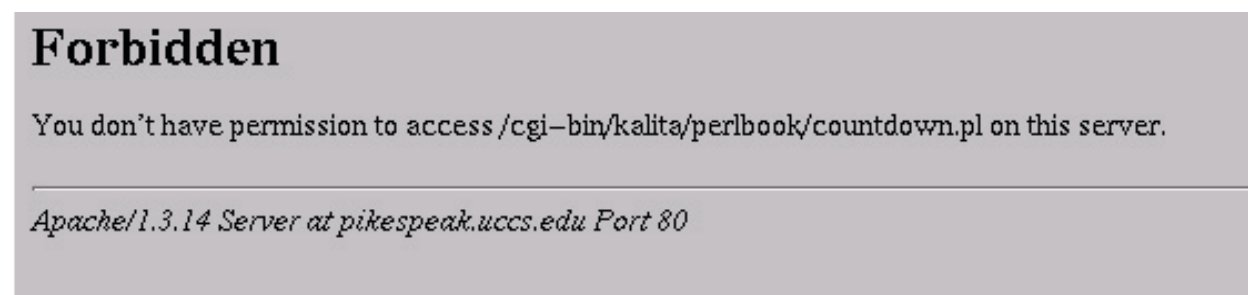 Forbidden
You don't have permission to access /cgi–bin/kalita/perlbook/countdown.pl on this server.
Apache/1.3.14 Server at pikespeak.uccs.edu Port 80